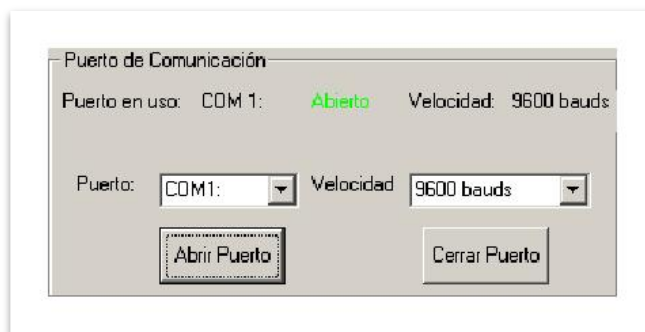 Puerto de Comunicación
Puerto en uso: COM 1: Abierto Velocidad: 9600 bauds
Puerto: COM1: Velocidad 9600 bauds
Abrir Puerto Cerrar Puerto